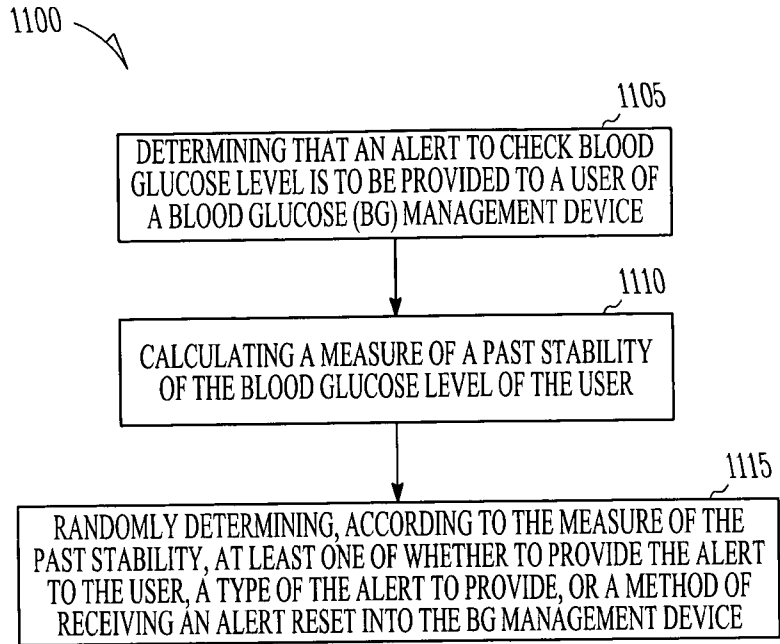 1100
1105
DETERMINING THAT AN ALERT TO CHECK BLOOD
GLUCOSE LEVEL IS TO BE PROVIDED TO A USER OF
A BLOOD GLUCOSE (BG) MANAGEMENT DEVICE
1110
CALCULATING A MEASURE OF A PAST STABILITY
OF THE BLOOD GLUCOSE LEVEL OF THE USER
1115
RANDOMLY DETERMINING, ACCORDING TO THE MEASURE OF THE
PAST STABILITY, AT LEAST ONE OF WHETHER TO PROVIDE THE ALERT
TO THE USER, A TYPE OF THE ALERT TO PROVIDE, OR A METHOD OF
RECEIVING AN ALERT RESET INTO THE BG MANAGEMENT DEVICE